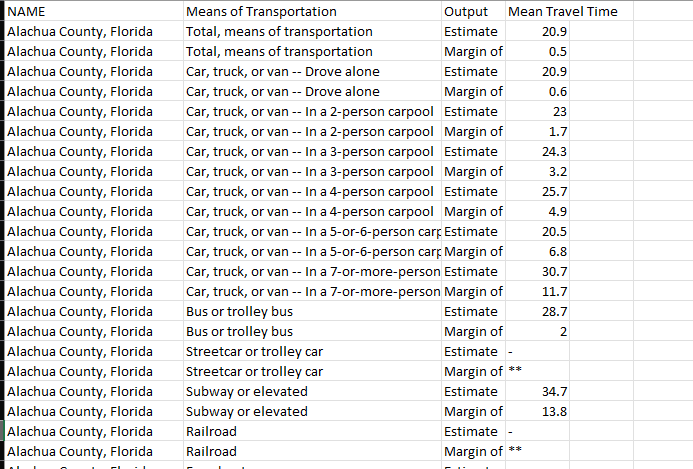 NAME Means of Transportation Output Mean Travel Time
Alachua County, Florida Total, means of transportation Estimate 20.9
Alachua County, Florida Total, means of transportation Margin of 0.5
Alachua County, Florida Car, truck, or van -- Drove alone Estimate 20.9
Alachua County, Florida Car, truck, or van -- Drove alone Margin of 0.6
Alachua County, Florida Car, truck, or van -- In a 2-person carpool Estimate 23
Alachua County, Florida Car, truck, or van -- In a 2-person carpool Margin of 1.7
Alachua County, Florida Car, truck, or van -- In a 3-person carpool Estimate 24.3
Alachua County, Florida Car, truck, or van -- In a 3-person carpool Margin of 3.2
Alachua County, Florida Car, truck, or van -- In a 4-person carpool Estimate 25.7
Alachua County, Florida Car, truck, or van -- In a 4-person carpool Margin of 4.9
Alachua County, Florida Car, truck, or van -- In a 5-or-6-person carp Estimate 20.5
Alachua County, Florida Car, truck, or van -- In a 5-or-6-person carp Margin of 6.8
Alachua County, Florida Car, truck, or van -- In a 7-or-more-person Estimate 30.7
Alachua County, Florida Car, truck, or van -- In a 7-or-more-person Margin of 11.7
Alachua County, Florida Bus or trolley bus Estimate 28.7
Alachua County, Florida Bus or trolley bus Margin of 2
Alachua County, Florida Streetcar or trolley car Estimate -
Alachua County, Florida Streetcar or trolley car Margin of **
Alachua County, Florida Subway or elevated Estimate 34.7
Alachua County, Florida Subway or elevated Margin of 13.8
Alachua County, Florida Railroad Estimate -
Alachua County, Florida Railroad Margin of **